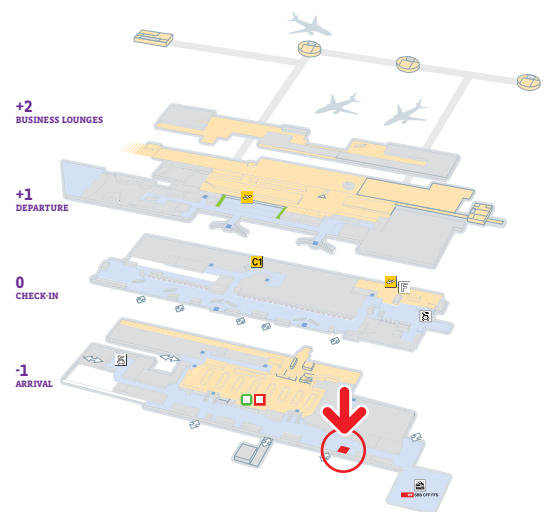 +2
BUSINESS LOUNGES
+1
DEPARTURE
C1
0
CHECK-IN
F
-1
ARRIVAL
SBB CFF FFS